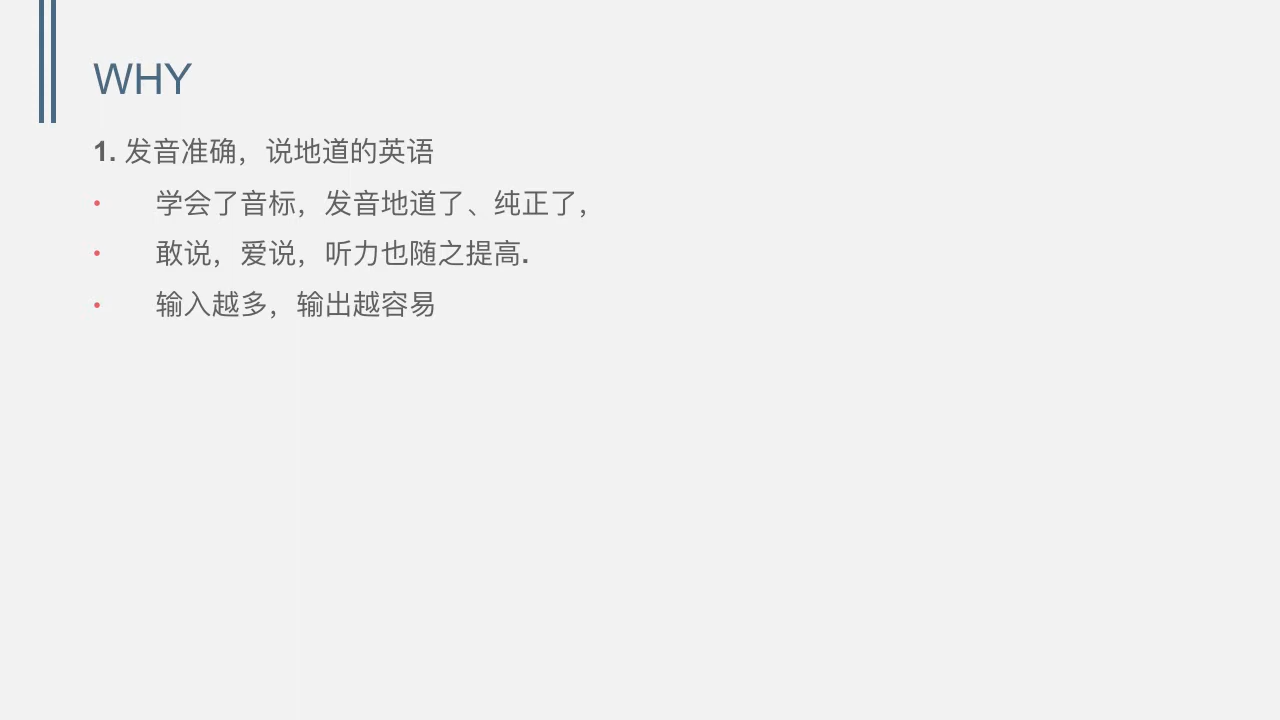 WHY
1. 发音准确，说地道的英语
• 学会了音标，发音地道了、纯正了，
• 敢说，爱说，听力也随之提高.
• 输入越多，输出越容易